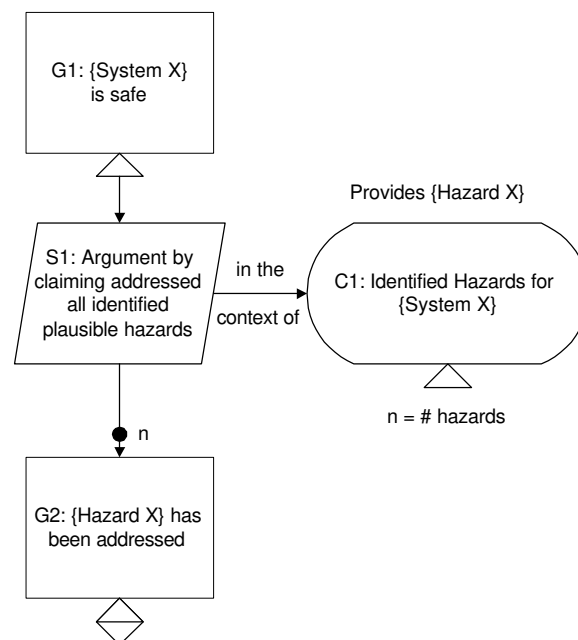 G1: {System X}
is safe
Provides {Hazard X}
S1: Argument by
claiming addressed
all identified
plausible hazards
in the
context of
C1: Identified Hazards for
{System X}
n = # hazards
n
G2: {Hazard X} has
been addressed